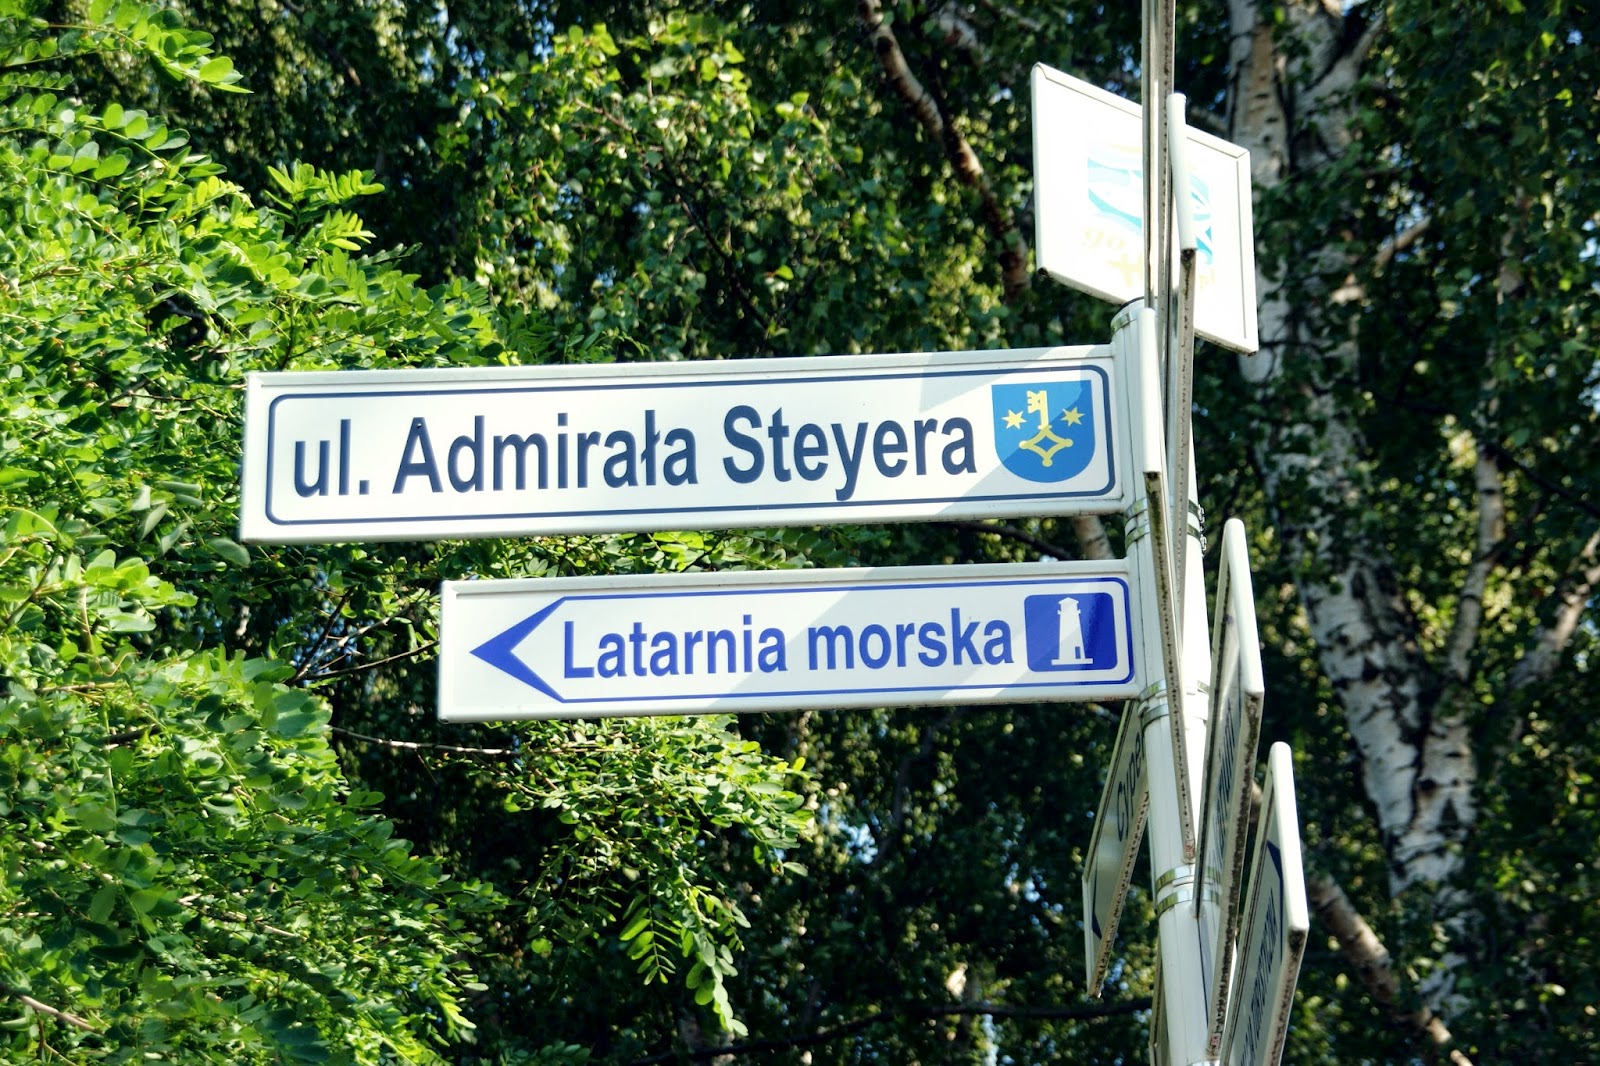 ul. Admirała Steyera
Latarnia morska